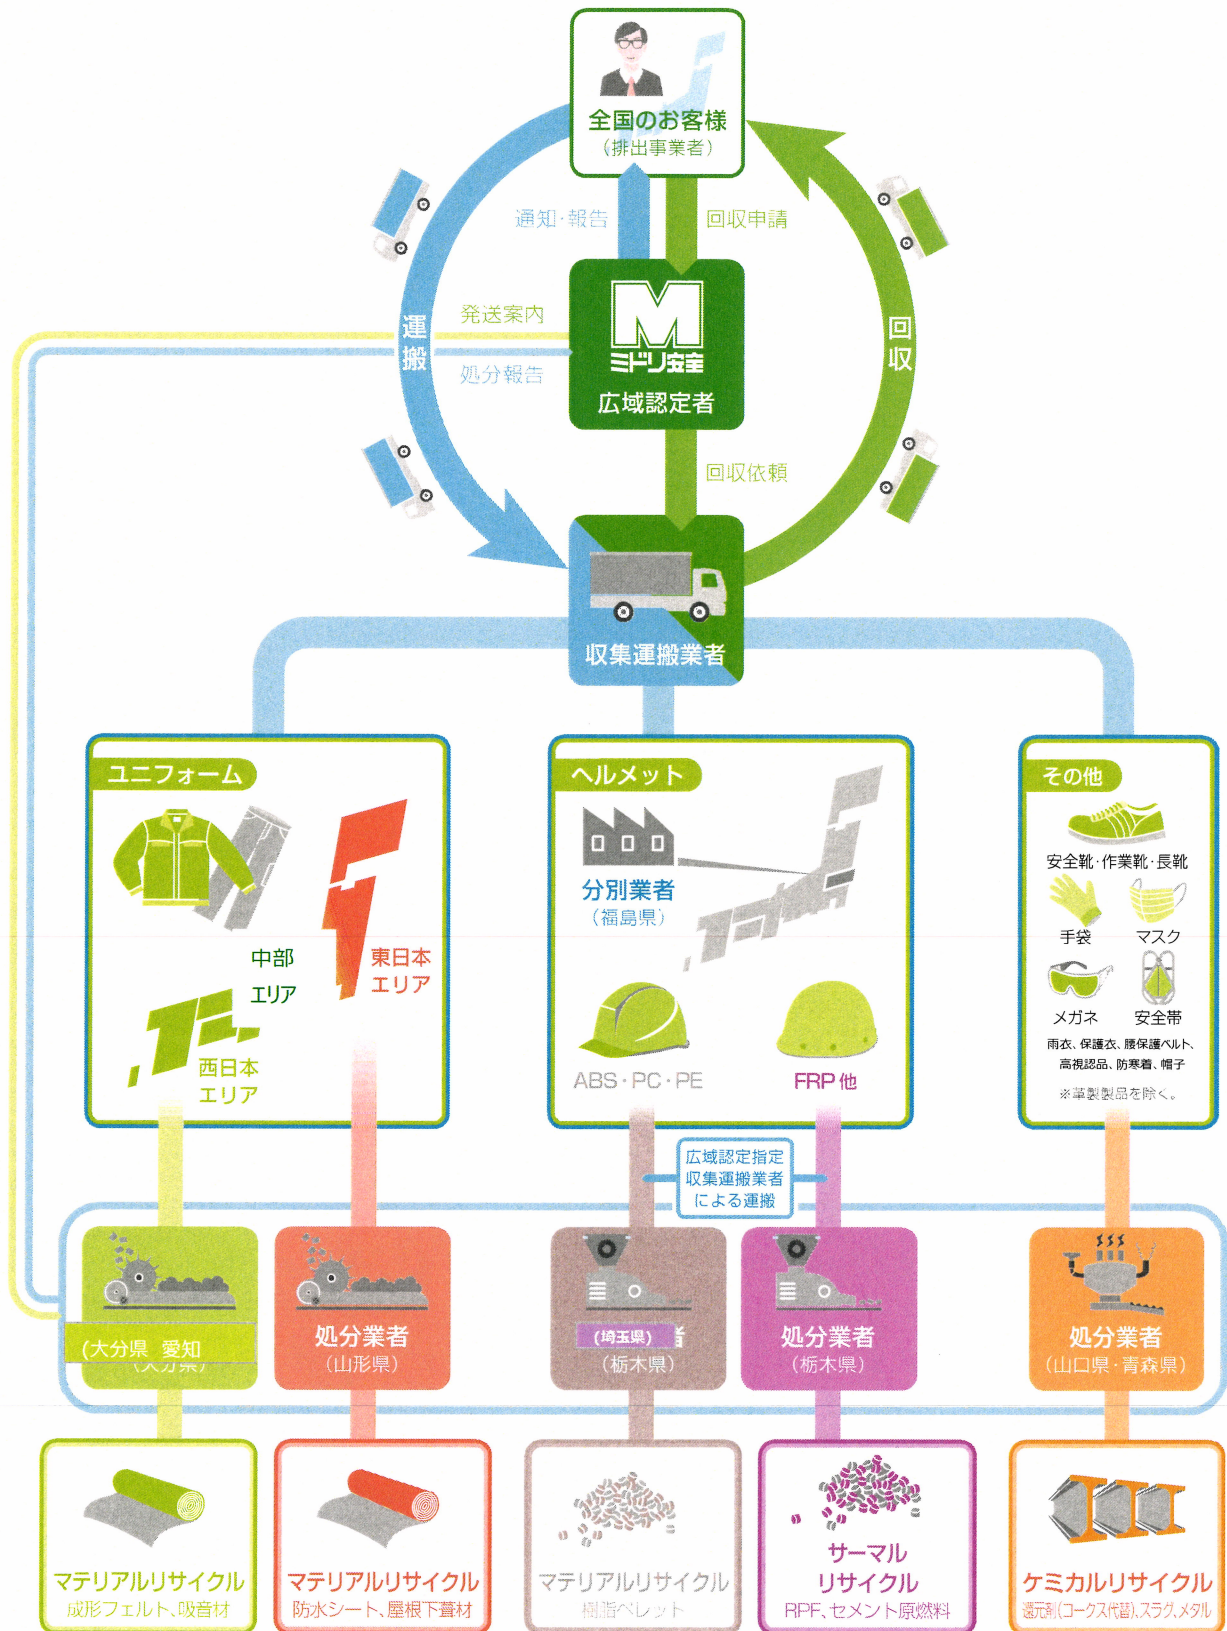 全国のお客様
(排出事業者)
通知・報告
回収申請
運搬
回収
発送案内
処分報告
M
ミドリ安全
広域認定者
回収依頼
収集運搬業者
ユニフォーム
中部
エリア
東日本
エリア
西日本
エリア
ヘルメット
分別業者
(福島県)
ABS・PC・PE
FRP他
その他
安全靴・作業靴・長靴
手袋
マスク
メガネ
安全帯
雨衣、保護衣、腰保護ベルト、
高視認品、防寒着、帽子
※革製製品を除く。
広域認定指定
収集運搬業者
による運搬
(大分県 愛知
(大分県)
処分業者
(山形県)
(埼玉県)
者
(栃木県)
処分業者
(栃木県)
処分業者
(山口県・青森県)
マテリアルリサイクル
成形フェルト、吸音材
マテリアルリサイクル
防水シート、屋根下葺材
マテリアルリサイクル
樹脂ペレット
サーマル
リサイクル
RPF、セメント原燃料
ケミカルリサイクル
還元剤(コークス代替)、スラグ、メタル